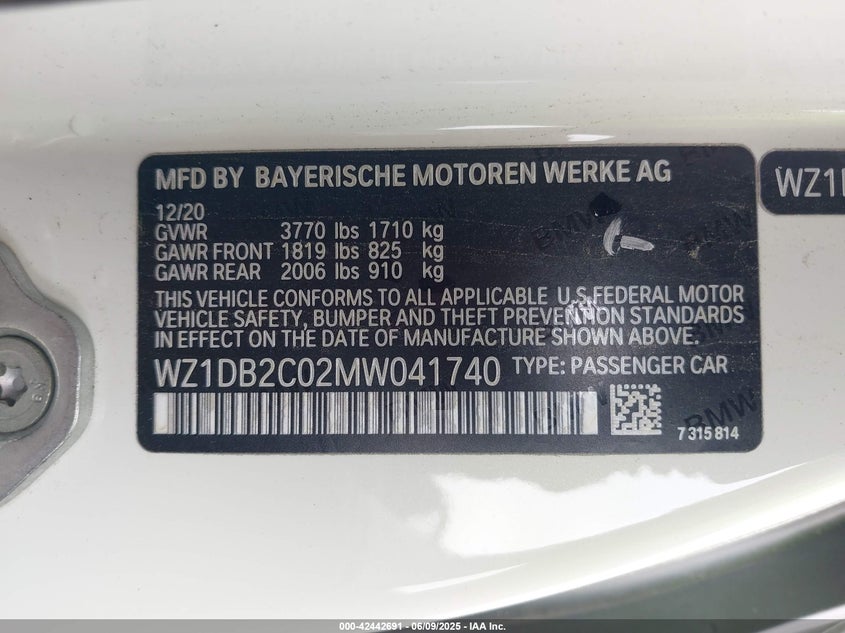 MFD BY BAYERISCHE MOTOREN WERKE AG
12/20
GVWR 3770 lbs 1710 kg
GAWR FRONT 1819 lbs 825 kg
GAWR REAR 2006 lbs 910 kg
THIS VEHICLE CONFORMS TO ALL APPLICABLE U.S.FEDERAL MOTOR
VEHICLE SAFETY, BUMPER AND THEFT PREVENTION STANDARDS
IN EFFECT ON THE DATE OF MANUFACTURE SHOWN ABOVE.
WZ1DB2C02MW041740 TYPE: PASSENGER CAR
7315814
WZ1
BMW
BMW
BMW
000-42442691 - 06/09/2025 - IAA Inc.